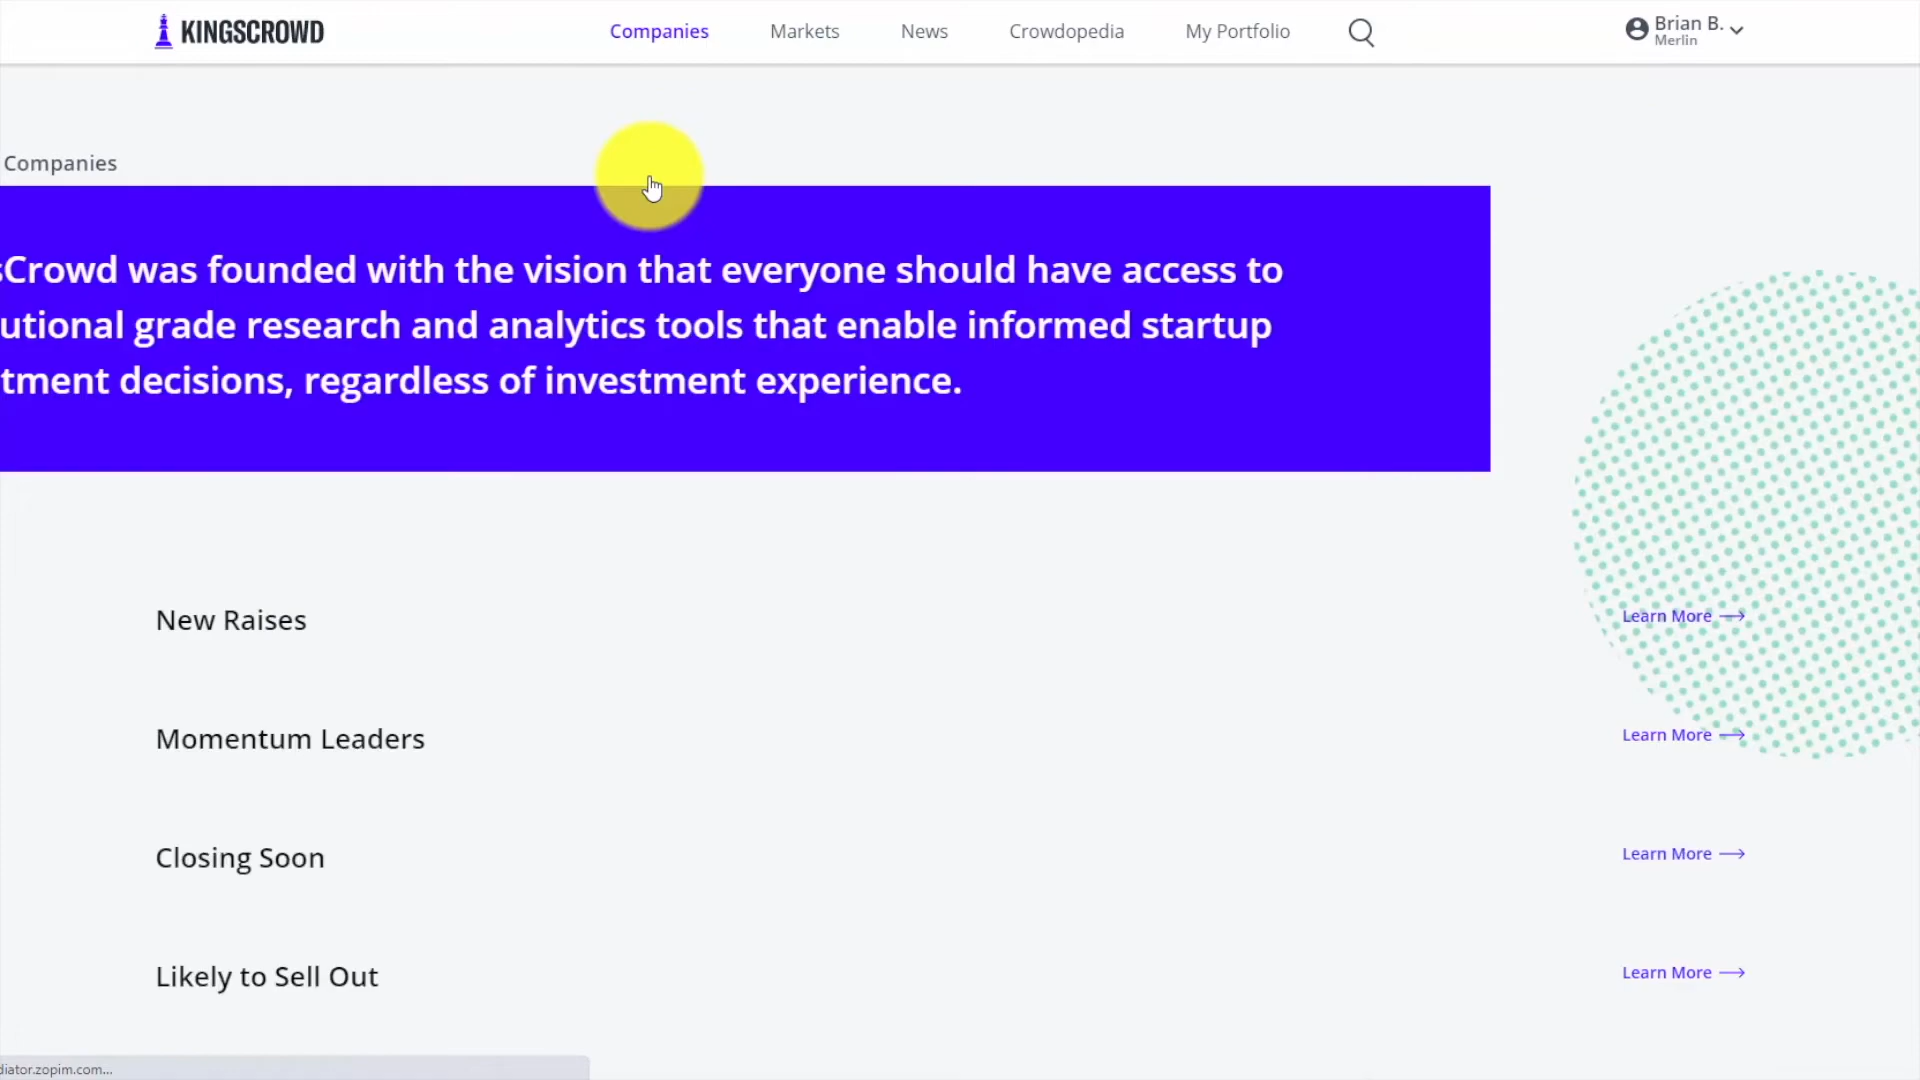 KINGSCROWD
Companies
Markets
News
Crowdopedia
My Portfolio
Brian B.
Merlin
Companies
sCrowd was founded with the vision that everyone should have access to
utional grade research and analytics tools that enable informed startup
tment decisions, regardless of investment experience.
New Raises
Learn More
Momentum Leaders
Learn More
Closing Soon
Learn More
Likely to Sell Out
Learn More
diator.zopim.com...